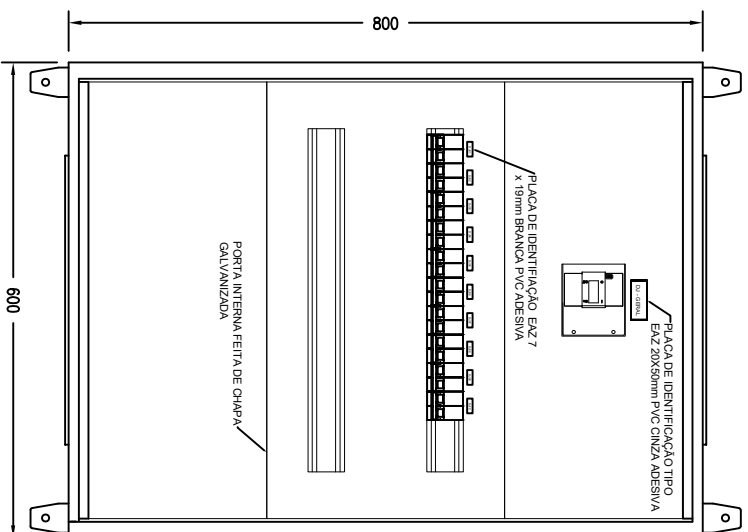 800
600
DJ - GERAL
PLACA DE IDENTIFICAÇÃO TIPO
EAZ 20X50mm PVC CINZA ADESIVA
PLACA DE IDENTIFIAÇÃO EAZ 7
x 19mm BRANCA PVC ADESIVA
PORTA INTERNA FEITA DE CHAPA
GALVANIZADA